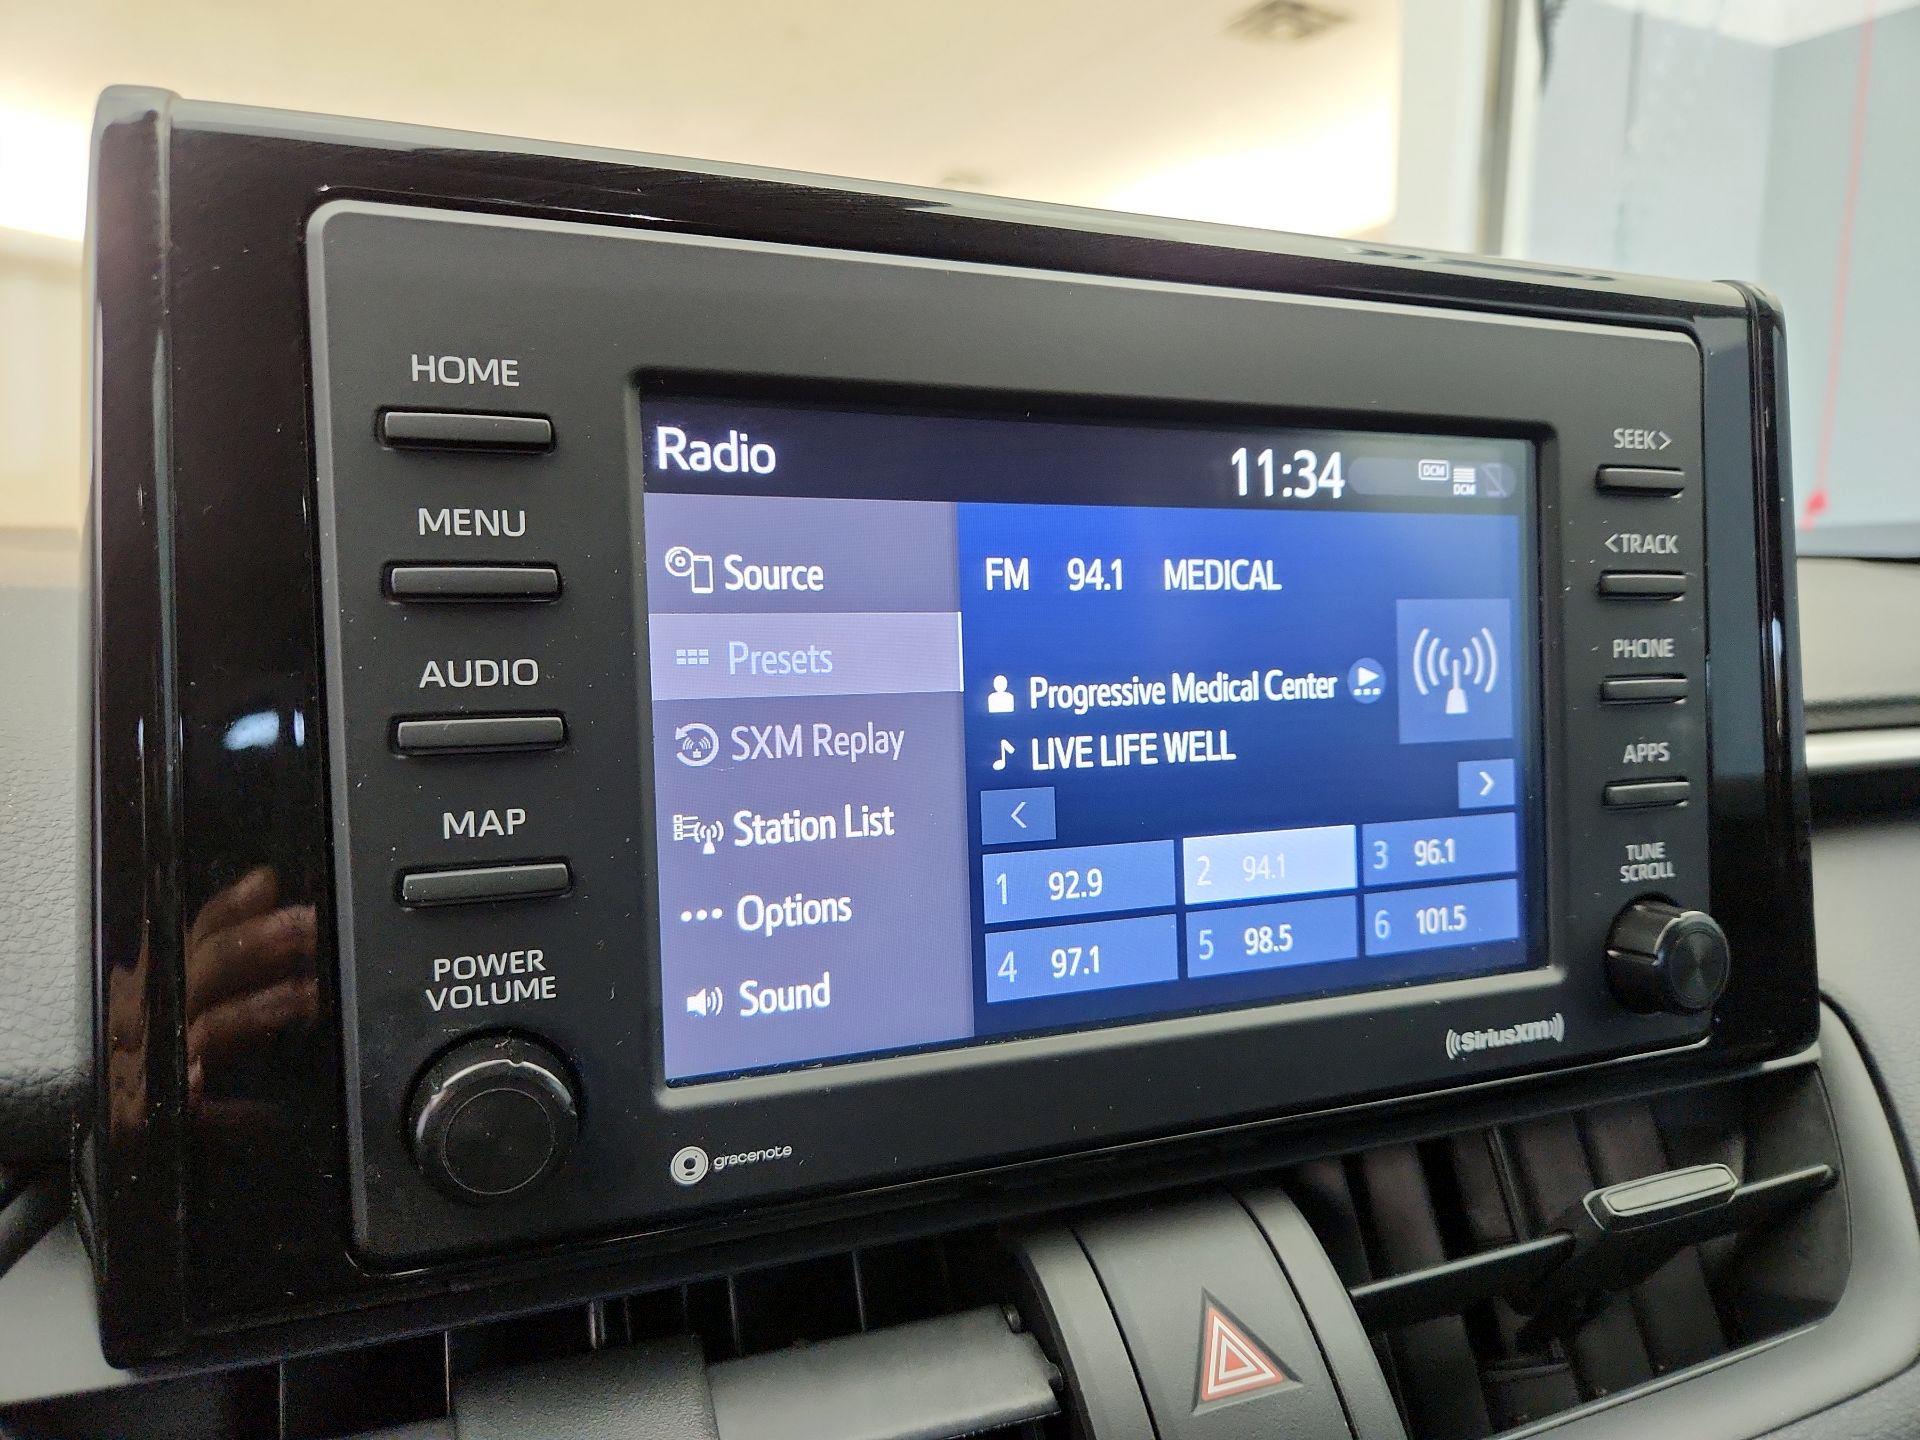 HOME
MENU
AUDIO
MAP
POWER
VOLUME
Radio
11:34
DCM
DCM
Source
Presets
SXM Replay
Station List
Options
Sound
FM 94.1 MEDICAL
Progressive Medical Center
LIVE LIFE WELL
<
>
1 92.9
2 94.1
3 96.1
4 97.1
5 98.5
6 101.5
SEEK>
<TRACK
PHONE
APPS
TUNE
SCROLL
gracenote
((SiriusXM))